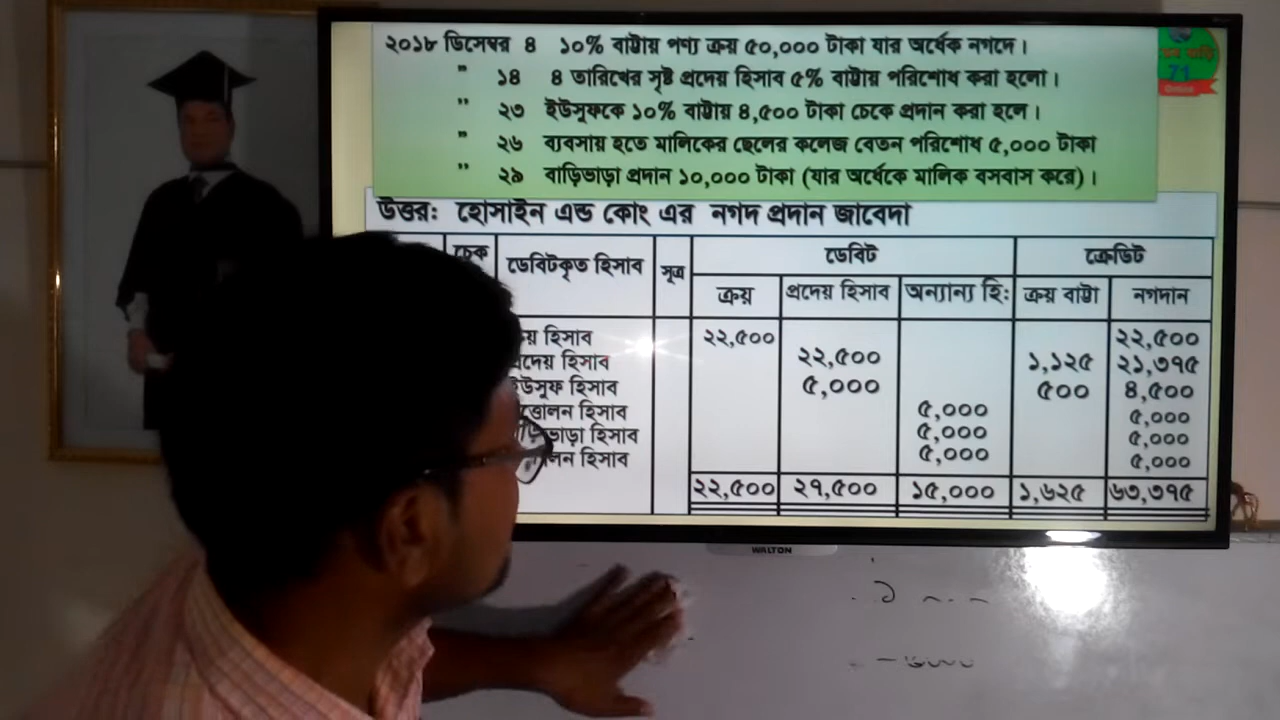 ২০১৮ ডিসেম্বর ৪ ১০% বাট্টায় পণ্য ক্রয় ৫০,০০০ টাকা যার অর্ধেক নগদে।
" ১৪ ৪ তারিখের সৃষ্ট প্রদেয় হিসাব ৫% বাট্টায় পরিশোধ করা হলো।
" ২৩ ইউসুফকে ১০% বাট্টায় ৪,৫০০ টাকা চেকে প্রদান করা হলে।
" ২৬ ব্যবসায় হতে মালিকের ছেলের কলেজ বেতন পরিশোধ ৫,০০০ টাকা
" ২৯ বাড়িভাড়া প্রদান ১০,০০০ টাকা (যার অর্ধেকে মালিক বসবাস করে)।
71
উত্তর: হোসাইন এন্ড কোং এর নগদ প্রদান জাবেদা
চেক ডেবিটকৃত হিসাব সূত্র ডেবিট ক্রেডিট
ক্রয় প্রদেয় হিসাব অন্যান্য হি: ক্রয় বাট্টা নগদান
হিসাব ২২,৫০০ ২২,৫০০
প্রদেয় হিসাব ২২,৫০০ ১,১২৫ ২১,৩৭৫
ইউসুফ হিসাব ৫,০০০ ৫০০ ৪,৫০০
উত্তোলন হিসাব ৫,০০০ ৫,০০০
হিসাব ৫,০০০ ৫,০০০
হিসাব ৫,০০০ ৫,০০০
২২,৫০০ ২৭,৫০০ ১৫,০০০ ১,৬২৫ ৬৩,৩৭৫
WALTON